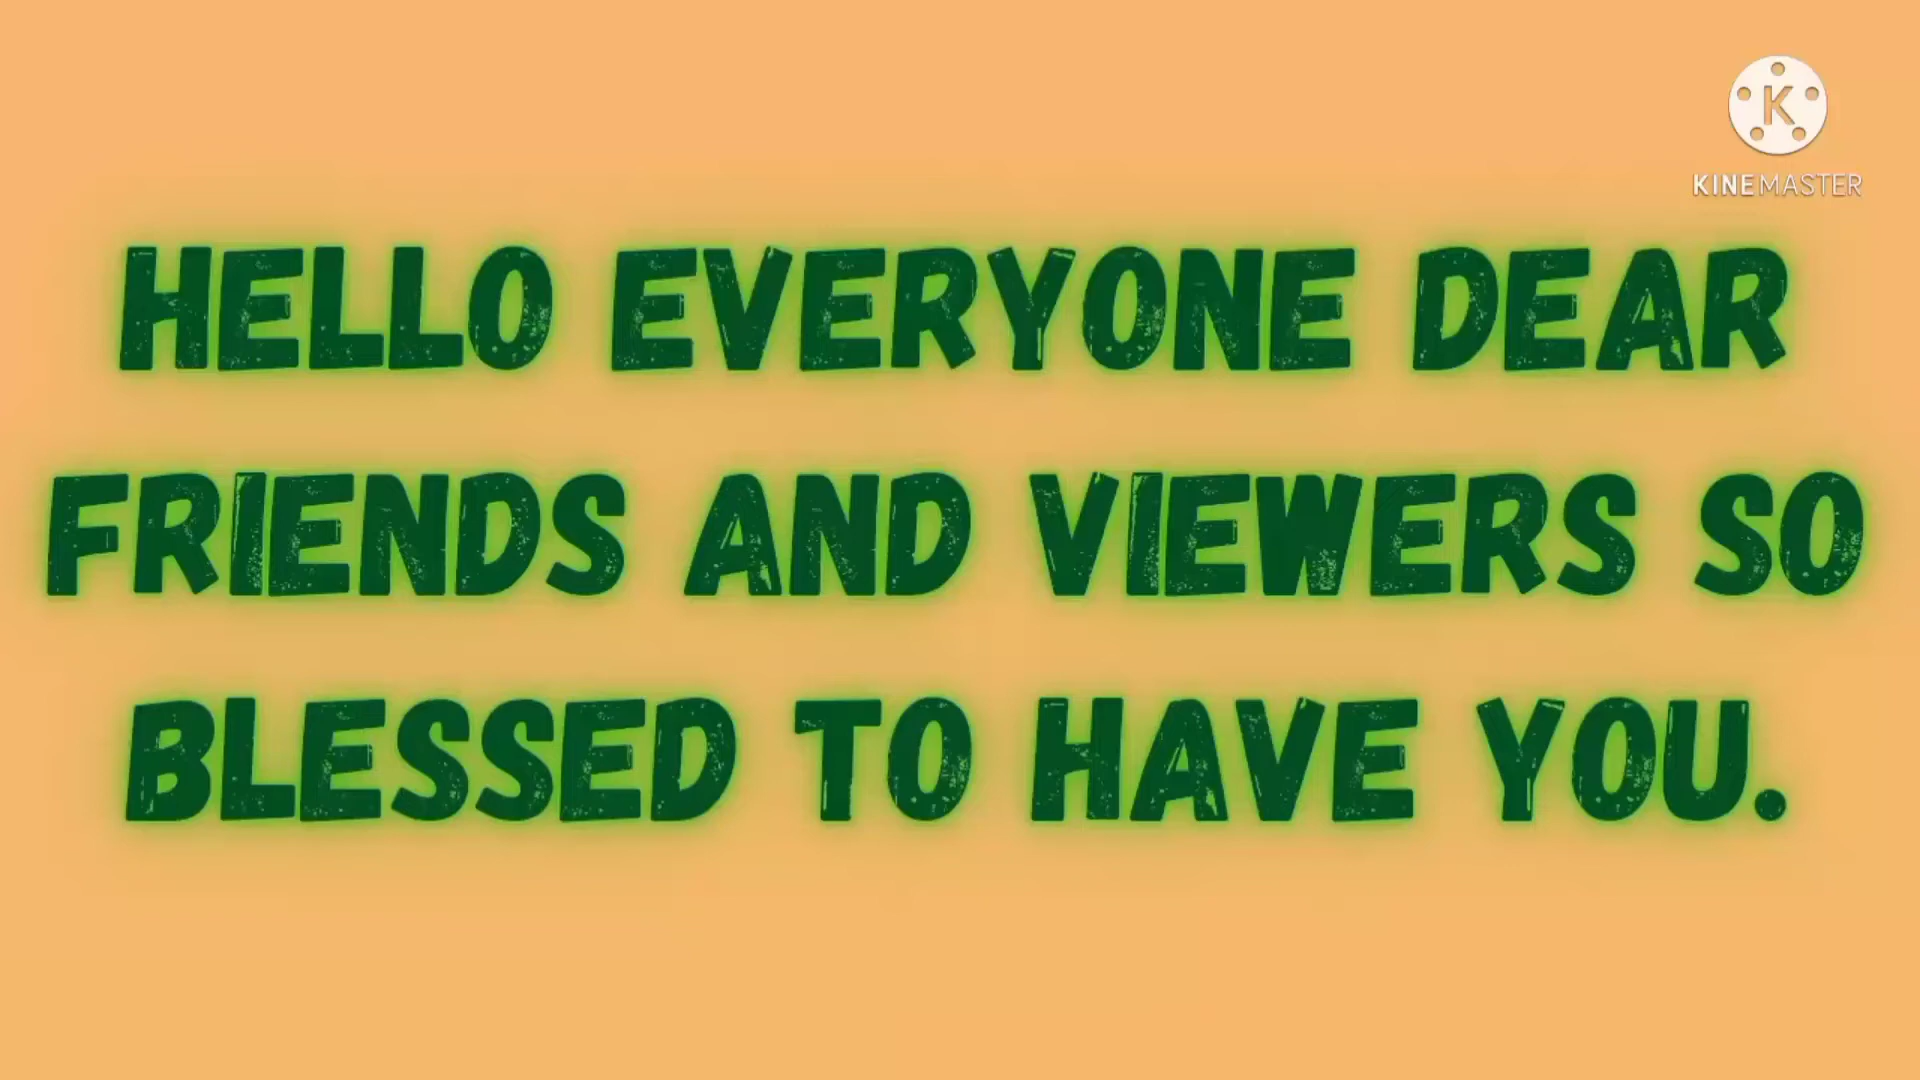 K
KINEMASTER
HELLO EVERYONE DEAR
FRIENDS AND VIEWERS SO
BLESSED TO HAVE YOU.